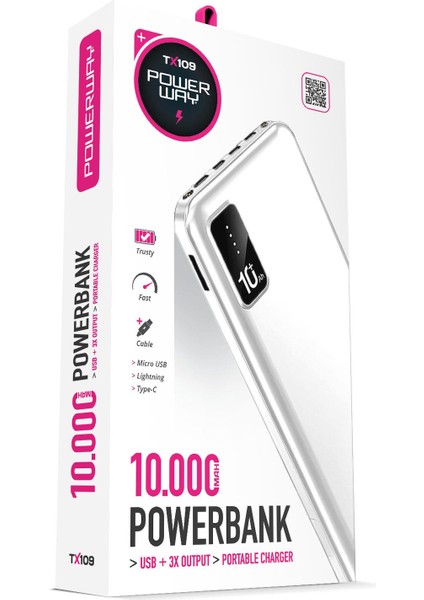 POWERWAY
10.000 MAH POWERBANK
> USB + 3X OUTPUT > PORTABLE CHARGER
TX109
+
TX109
POWER
WAY
10+
Trusty
Fast
+
Cable
> Micro USB
> Lightning
> Type-C
10.000 MAH
POWERBANK
> USB + 3X OUTPUT > PORTABLE CHARGER